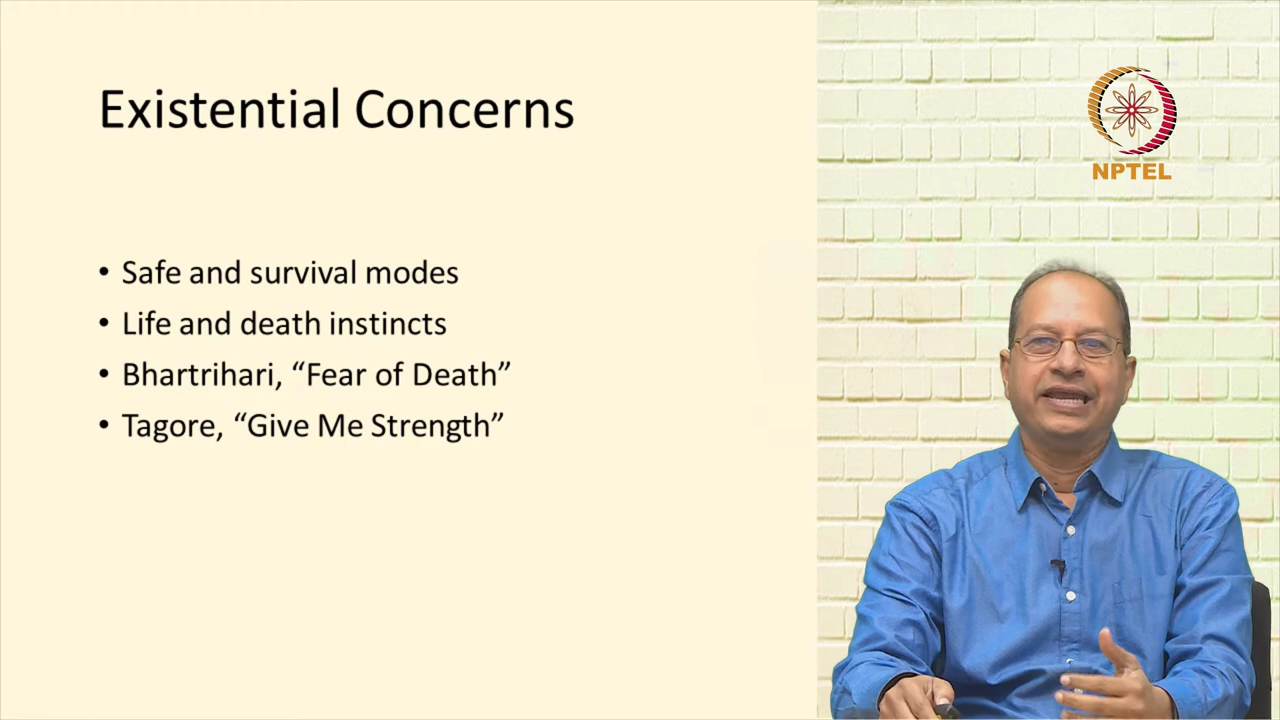 Existential Concerns
• Safe and survival modes
• Life and death instincts
• Bhartrihari, “Fear of Death”
• Tagore, “Give Me Strength”
NPTEL